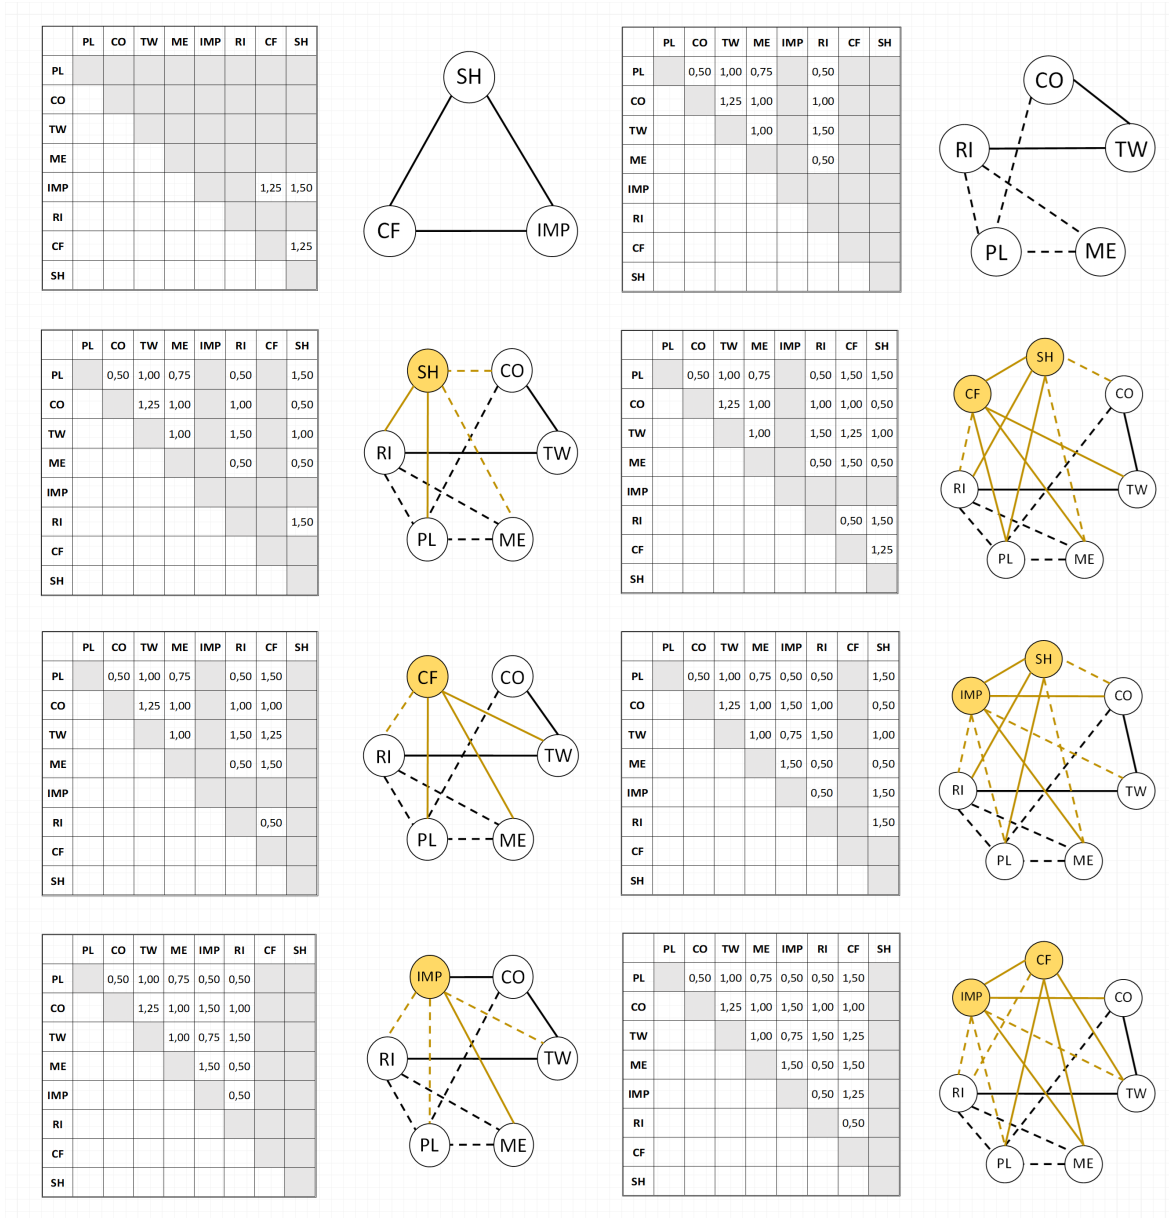 PL CO TW ME IMP RI CF SH
PL
CO
TW
ME
IMP 1,25 1,50
RI
CF 1,25
SH
SH
CF
IMP
PL CO TW ME IMP RI CF SH
PL 0,50 1,00 0,75 0,50
CO 1,25 1,00 1,00
TW 1,00 1,50
ME 0,50
IMP
RI
CF
SH
CO
RI
TW
PL
ME
PL CO TW ME IMP RI CF SH
PL 0,50 1,00 0,75 0,50 1,50
CO 1,25 1,00 1,00 0,50
TW 1,00 1,50 1,00
ME 0,50 0,50
IMP
RI 1,50
CF
SH
SH
CO
RI
TW
PL
ME
PL CO TW ME IMP RI CF SH
PL 0,50 1,00 0,75 0,50 1,50 1,50
CO 1,25 1,00 1,00 1,00 0,50
TW 1,00 1,50 1,25 1,00
ME 0,50 1,50 0,50
IMP
RI 0,50 1,50
CF 1,25
SH
SH
CF
CO
RI
TW
PL
ME
PL CO TW ME IMP RI CF SH
PL 0,50 1,00 0,75 0,50 1,50
CO 1,25 1,00 1,00 1,00
TW 1,00 1,50 1,25
ME 0,50 1,50
IMP
RI 0,50
CF
SH
CF
CO
RI
TW
PL
ME
PL CO TW ME IMP RI CF SH
PL 0,50 1,00 0,75 0,50 0,50 1,50
CO 1,25 1,00 1,50 1,00 0,50
TW 1,00 0,75 1,50 1,00
ME 1,50 0,50 0,50
IMP 0,50 1,50
RI 1,50
CF
SH
SH
IMP
CO
RI
TW
PL
ME
PL CO TW ME IMP RI CF SH
PL 0,50 1,00 0,75 0,50 0,50
CO 1,25 1,00 1,50 1,00
TW 1,00 0,75 1,50
ME 1,50 0,50
IMP 0,50
RI
CF
SH
IMP
CO
RI
TW
PL
ME
PL CO TW ME IMP RI CF SH
PL 0,50 1,00 0,75 0,50 0,50 1,50
CO 1,25 1,00 1,50 1,00 1,00
TW 1,00 0,75 1,50 1,25
ME 1,50 0,50 1,50
IMP 0,50 1,25
RI 0,50
CF
SH
CF
IMP
CO
RI
TW
PL
ME